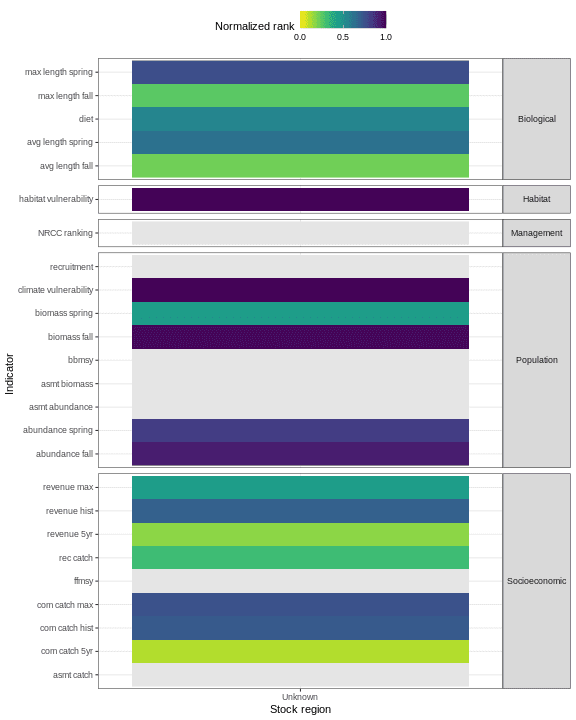 Normalized rank
0.0 0.5 1.0
max length spring
max length fall
diet
avg length spring
avg length fall
Biological
habitat vulnerability
Habitat
NRCC ranking
Management
recruitment
climate vulnerability
biomass spring
biomass fall
bbmsy
asmt biomass
asmt abundance
abundance spring
abundance fall
Population
revenue max
revenue hist
revenue 5yr
rec catch
ffmsy
com catch max
com catch hist
com catch 5yr
asmt catch
Socioeconomic
Indicator
Unknown
Stock region